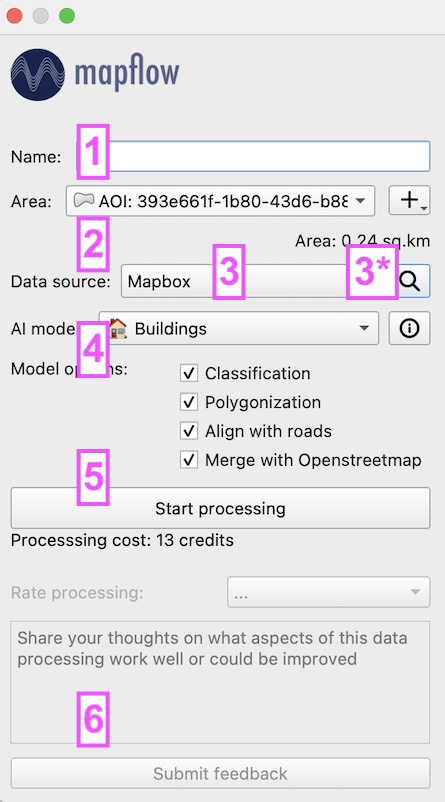 mapflow
Name: 1
Area: AOI: 393e661f-1b80-43d6-b88 +
2 Area: 0.24 sq.km
Data source: Mapbox 3 3*
AI mode Buildings
4
Model op ns: Classification
Polygonization
Align with roads
Merge with Openstreetmap
5
Start processing
Processsing cost: 13 credits
Rate processing: ...
Share your thoughts on what aspects of this data
processing work well or could be improved
6
Submit feedback